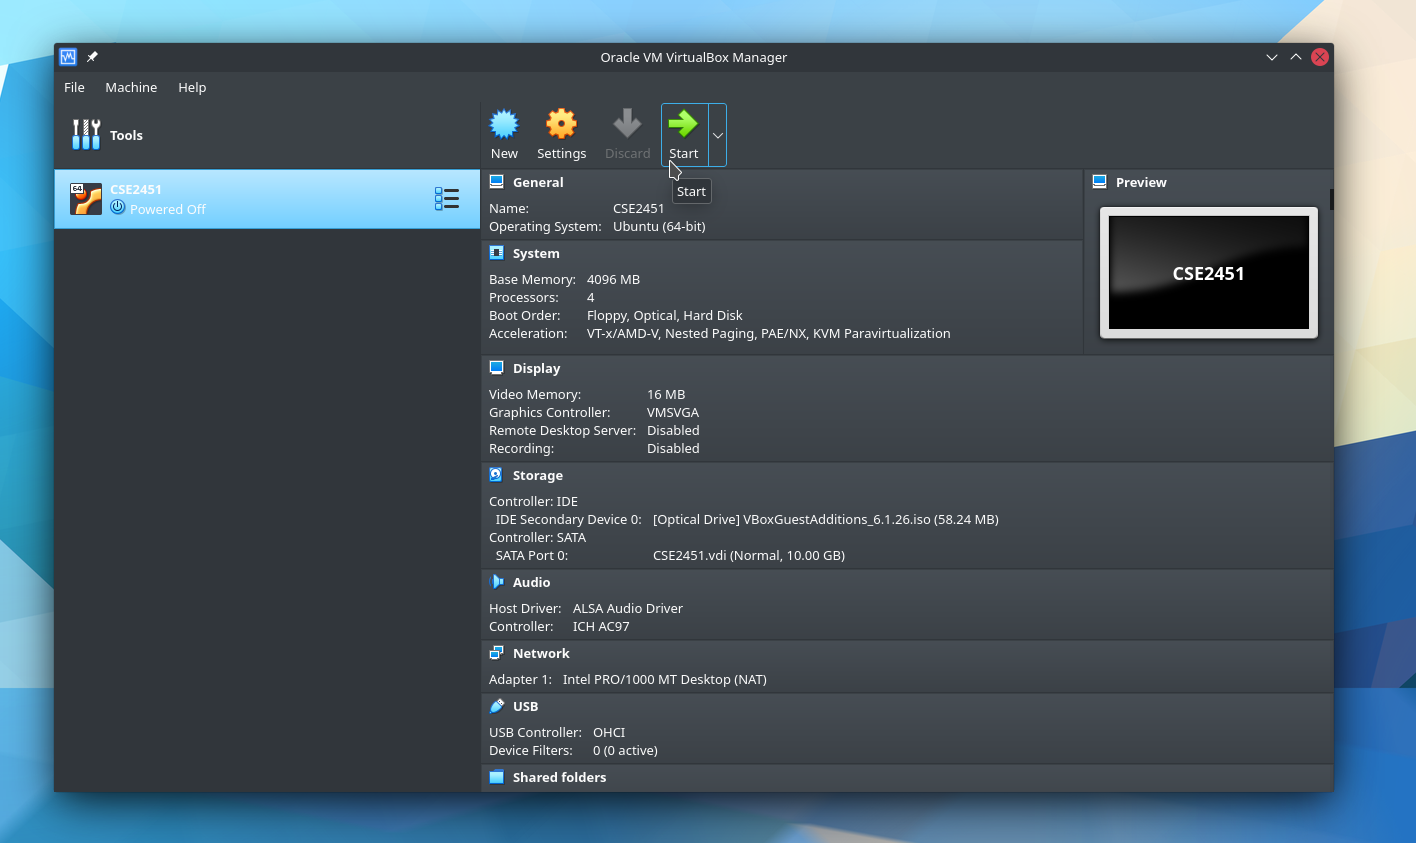 Oracle VM VirtualBox Manager
File Machine Help
Tools
New Settings Discard Start
Start
64
CSE2451
Powered Off
General
Name: CSE2451
Operating System: Ubuntu (64-bit)
Preview
CSE2451
System
Base Memory: 4096 MB
Processors: 4
Boot Order: Floppy, Optical, Hard Disk
Acceleration: VT-x/AMD-V, Nested Paging, PAE/NX, KVM Paravirtualization
Display
Video Memory: 16 MB
Graphics Controller: VMSVGA
Remote Desktop Server: Disabled
Recording: Disabled
Storage
Controller: IDE
IDE Secondary Device 0: [Optical Drive] VBoxGuestAdditions_6.1.26.iso (58.24 MB)
Controller: SATA
SATA Port 0: CSE2451.vdi (Normal, 10.00 GB)
Audio
Host Driver: ALSA Audio Driver
Controller: ICH AC97
Network
Adapter 1: Intel PRO/1000 MT Desktop (NAT)
USB
USB Controller: OHCI
Device Filters: 0 (0 active)
Shared folders